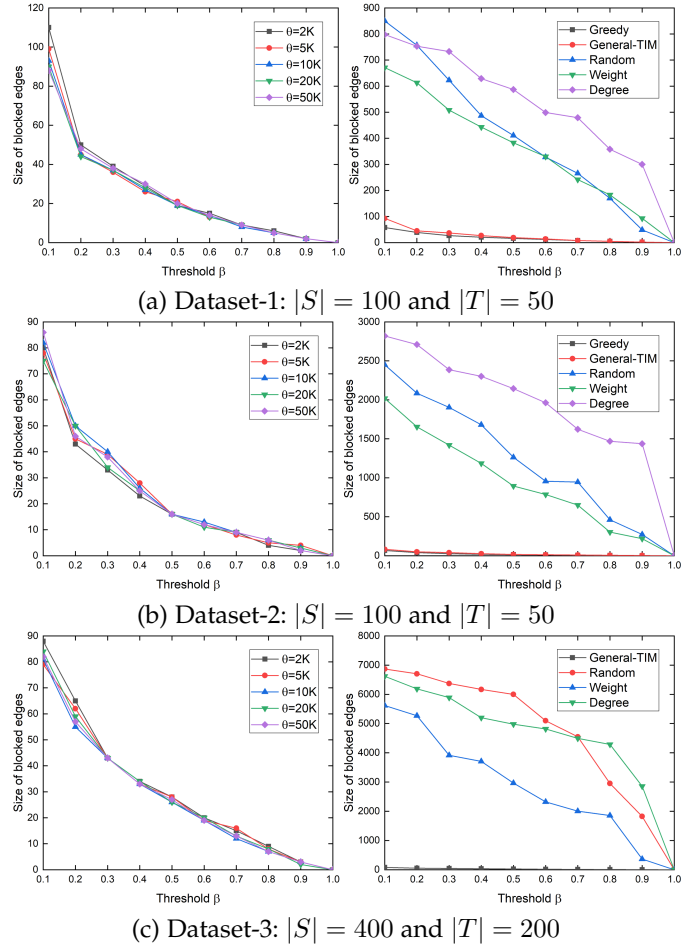 120
100
80
60
40
20
0
Size of blocked edges
0.1 0.2 0.3 0.4 0.5 0.6 0.7 0.8 0.9 1.0
Threshold β
θ=2K
θ=5K
θ=10K
θ=20K
θ=50K
900
800
700
600
500
400
300
200
100
0
Size of blocked edges
0.1 0.2 0.3 0.4 0.5 0.6 0.7 0.8 0.9 1.0
Threshold β
Greedy
General-TIM
Random
Weight
Degree
(a) Dataset-1: |S| = 100 and |T| = 50
90
80
70
60
50
40
30
20
10
0
Size of blocked edges
0.1 0.2 0.3 0.4 0.5 0.6 0.7 0.8 0.9 1.0
Threshold β
θ=2K
θ=5K
θ=10K
θ=20K
θ=50K
3000
2500
2000
1500
1000
500
0
Size of blocked edges
0.1 0.2 0.3 0.4 0.5 0.6 0.7 0.8 0.9 1.0
Threshold β
Greedy
General-TIM
Random
Weight
Degree
(b) Dataset-2: |S| = 100 and |T| = 50
90
80
70
60
50
40
30
20
10
0
Size of blocked edges
0.1 0.2 0.3 0.4 0.5 0.6 0.7 0.8 0.9 1.0
Threshold β
θ=2K
θ=5K
θ=10K
θ=20K
θ=50K
8000
7000
6000
5000
4000
3000
2000
1000
0
Size of blocked edges
0.1 0.2 0.3 0.4 0.5 0.6 0.7 0.8 0.9 1.0
Threshold β
General-TIM
Random
Weight
Degree
(c) Dataset-3: |S| = 400 and |T| = 200